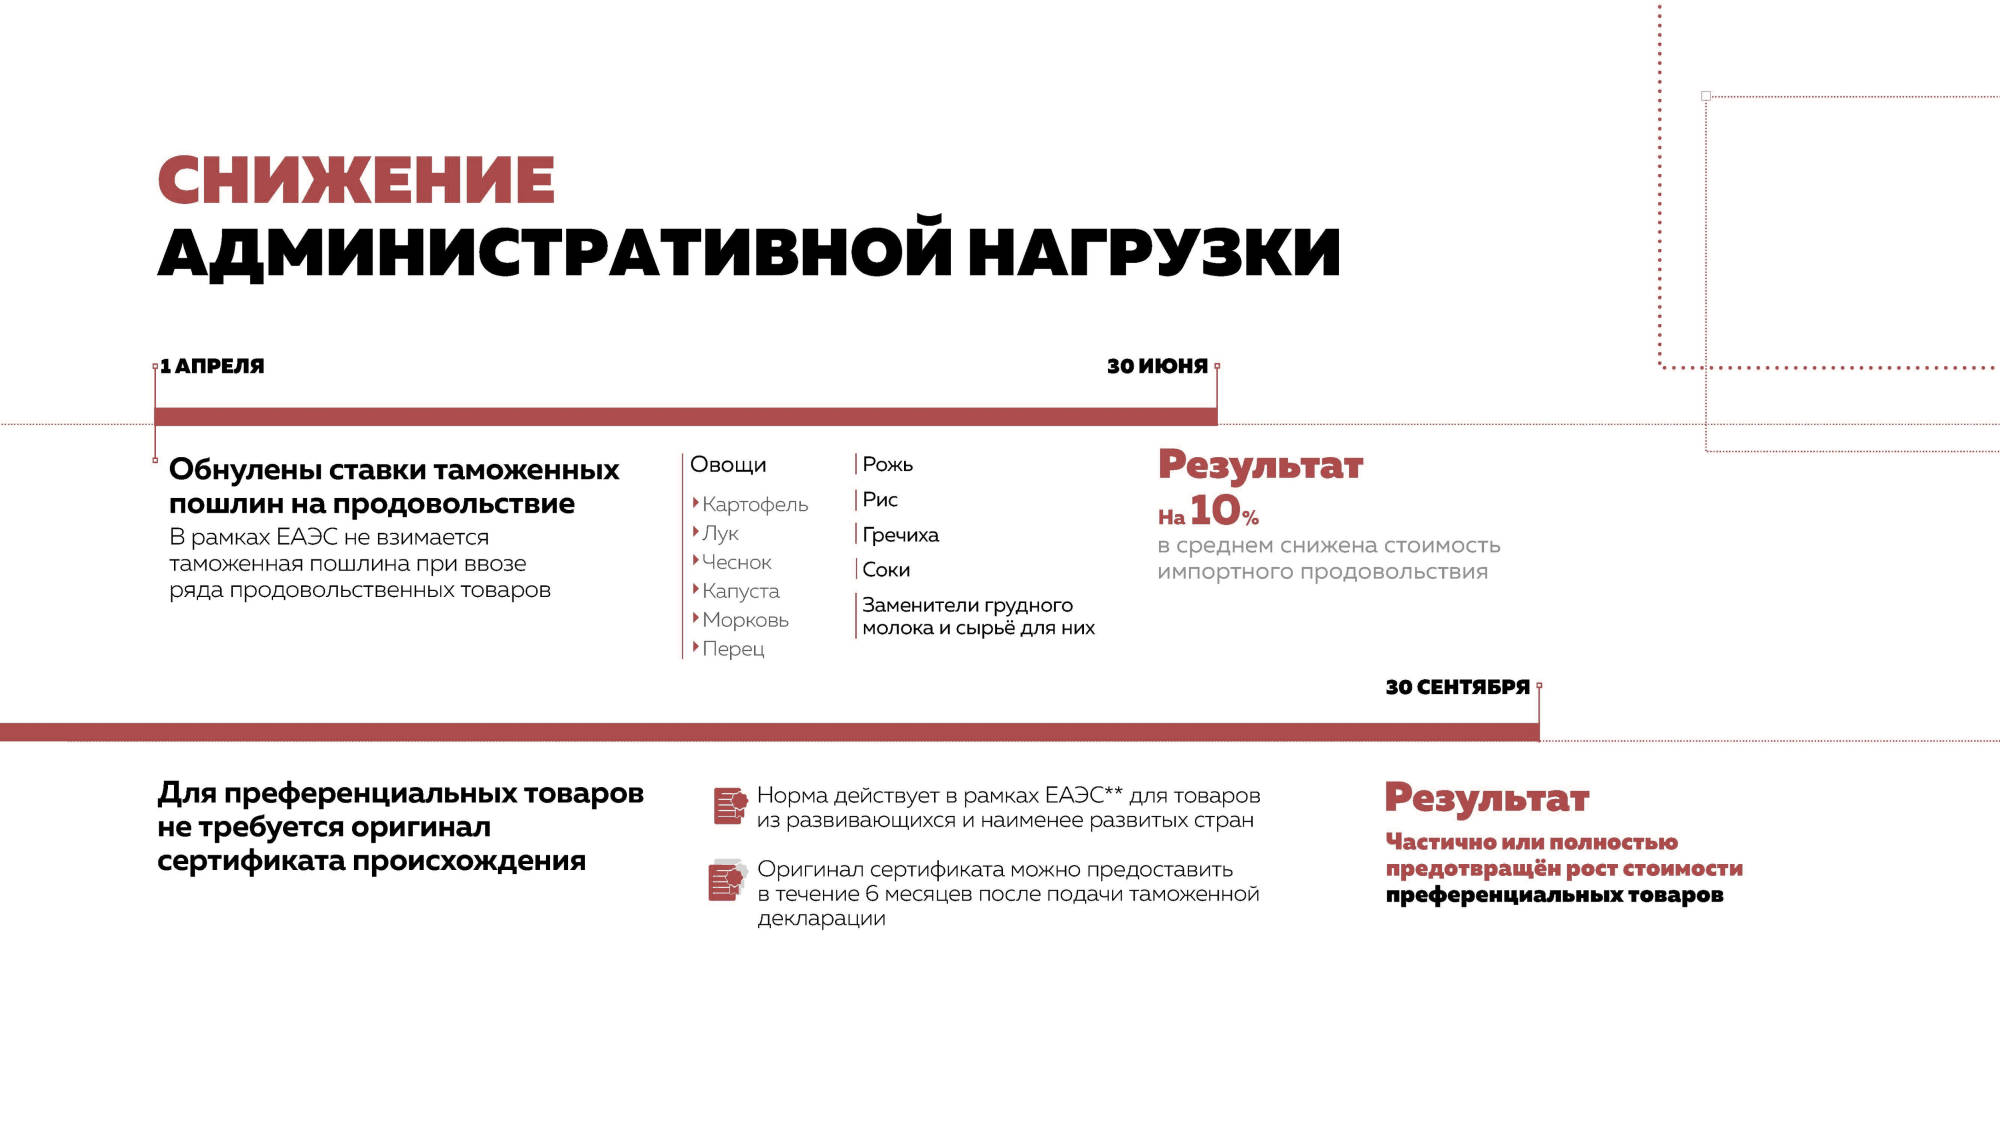 СНИЖЕНИЕ
АДМИНИСТРАТИВНОЙ НАГРУЗКИ
1 АПРЕЛЯ
30 ИЮНЯ
Обнулены ставки таможенных
пошлин на продовольствие
В рамках ЕАЭС не взимается
таможенная пошлина при ввозе
ряда продовольственных товаров
Овощи
Картофель
Лук
Чеснок
Капуста
Морковь
Перец
Рожь
Рис
Гречиха
Соки
Заменители грудного
молока и сырьё для них
Результат
На 10%
в среднем снижена стоимость
импортного продовольствия
30 СЕНТЯБРЯ
Для преференциальных товаров
не требуется оригинал
сертификата происхождения
Норма действует в рамках ЕАЭС** для товаров
из развивающихся и наименее развитых стран
Оригинал сертификата можно предоставить
в течение 6 месяцев после подачи таможенной
декларации
Результат
Частично или полностью
предотвращён рост стоимости
преференциальных товаров